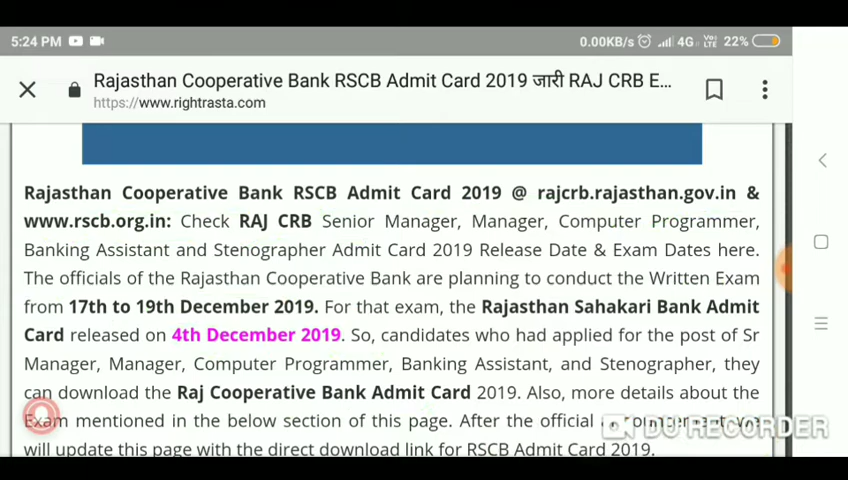 5:24 PM 0.00KB/s 4G Vo LTE 22%
Rajasthan Cooperative Bank RSCB Admit Card 2019 जारी RAJ CRB E...
https://www.rightrasta.com
Rajasthan Cooperative Bank RSCB Admit Card 2019 @ rajcrb.rajasthan.gov.in &
www.rscb.org.in: Check RAJ CRB Senior Manager, Manager, Computer Programmer,
Banking Assistant and Stenographer Admit Card 2019 Release Date & Exam Dates here.
The officials of the Rajasthan Cooperative Bank are planning to conduct the Written Exam
from 17th to 19th December 2019. For that exam, the Rajasthan Sahakari Bank Admit
Card released on 4th December 2019. So, candidates who had applied for the post of Sr
Manager, Manager, Computer Programmer, Banking Assistant, and Stenographer, they
can download the Raj Cooperative Bank Admit Card 2019. Also, more details about the
Exam mentioned in the below section of this page. After the official
DU RECORDER
will update this page with the direct download link for RSCB Admit Card 2019.